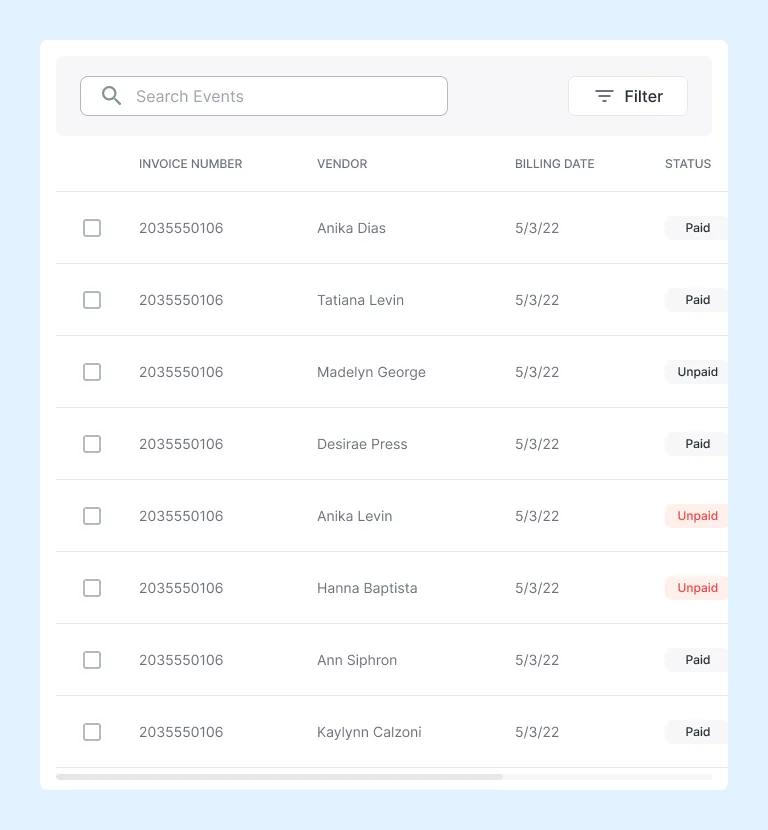 Search Events
Filter
INVOICE NUMBER VENDOR BILLING DATE STATUS
2035550106 Anika Dias 5/3/22 Paid
2035550106 Tatiana Levin 5/3/22 Paid
2035550106 Madelyn George 5/3/22 Unpaid
2035550106 Desirae Press 5/3/22 Paid
2035550106 Anika Levin 5/3/22 Unpaid
2035550106 Hanna Baptista 5/3/22 Unpaid
2035550106 Ann Siphron 5/3/22 Paid
2035550106 Kaylynn Calzoni 5/3/22 Paid